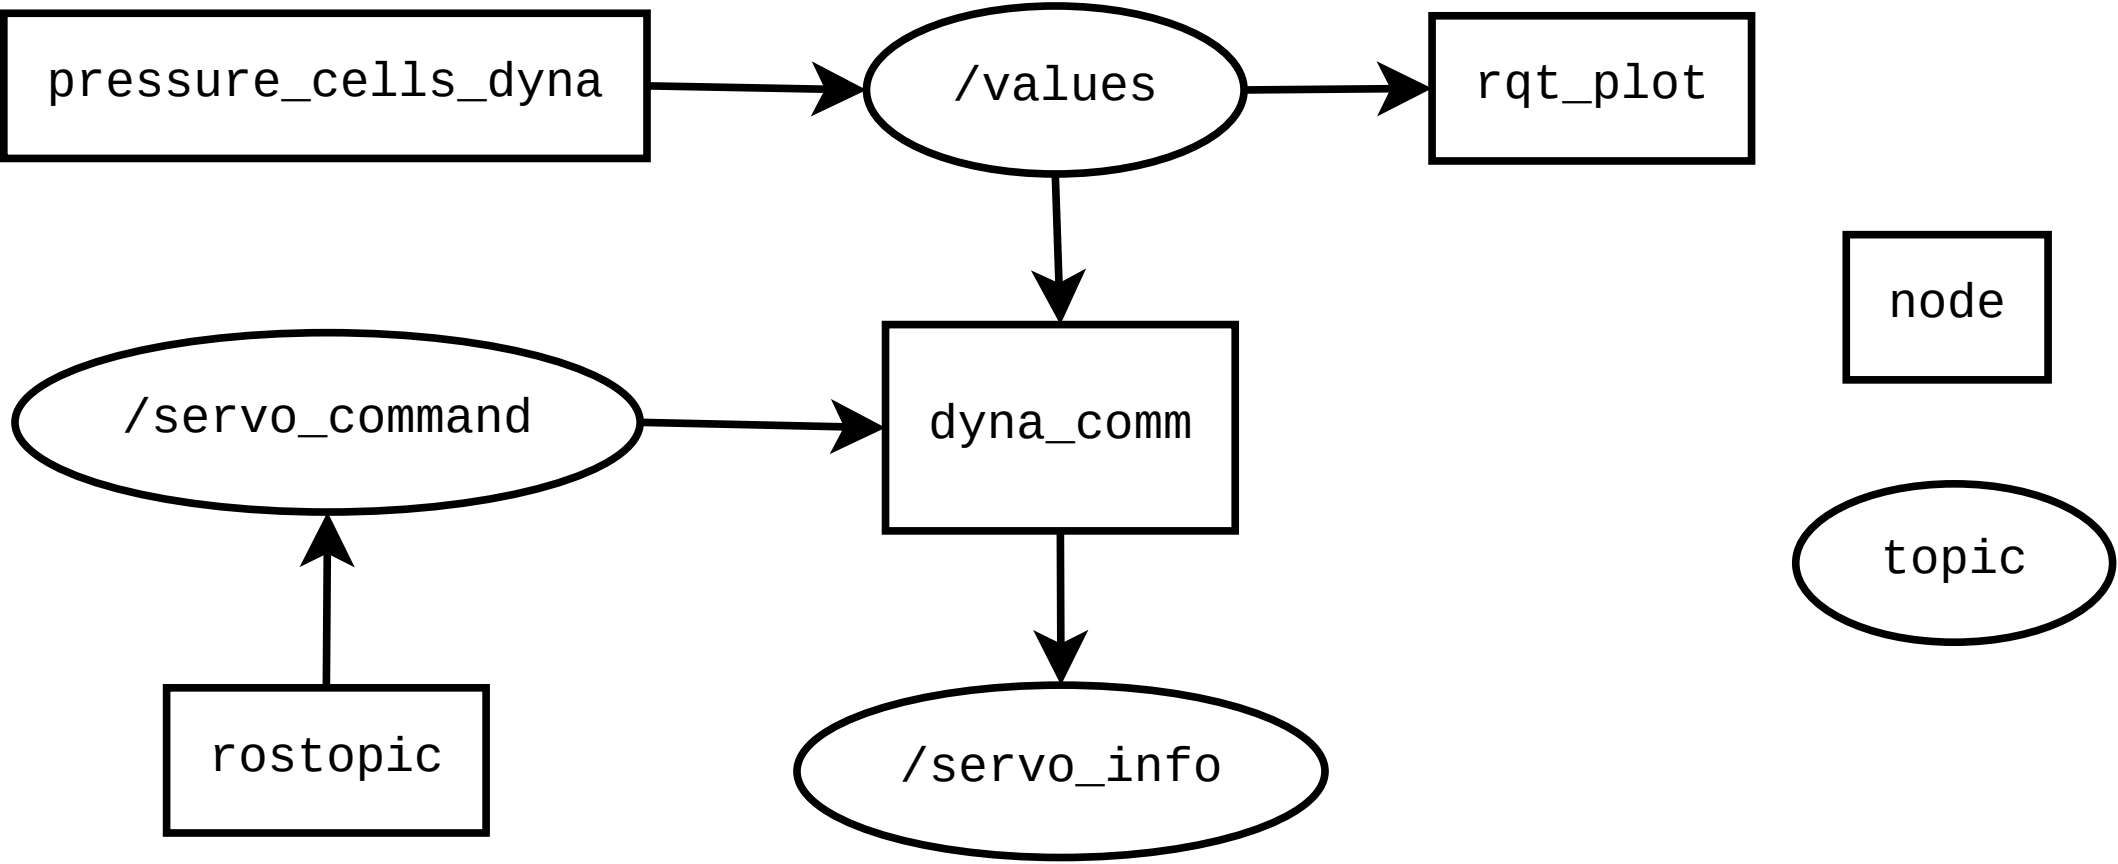 pressure_cells_dyna
/values
rqt_plot
node
/servo_command
dyna_comm
topic
rostopic
/servo_info